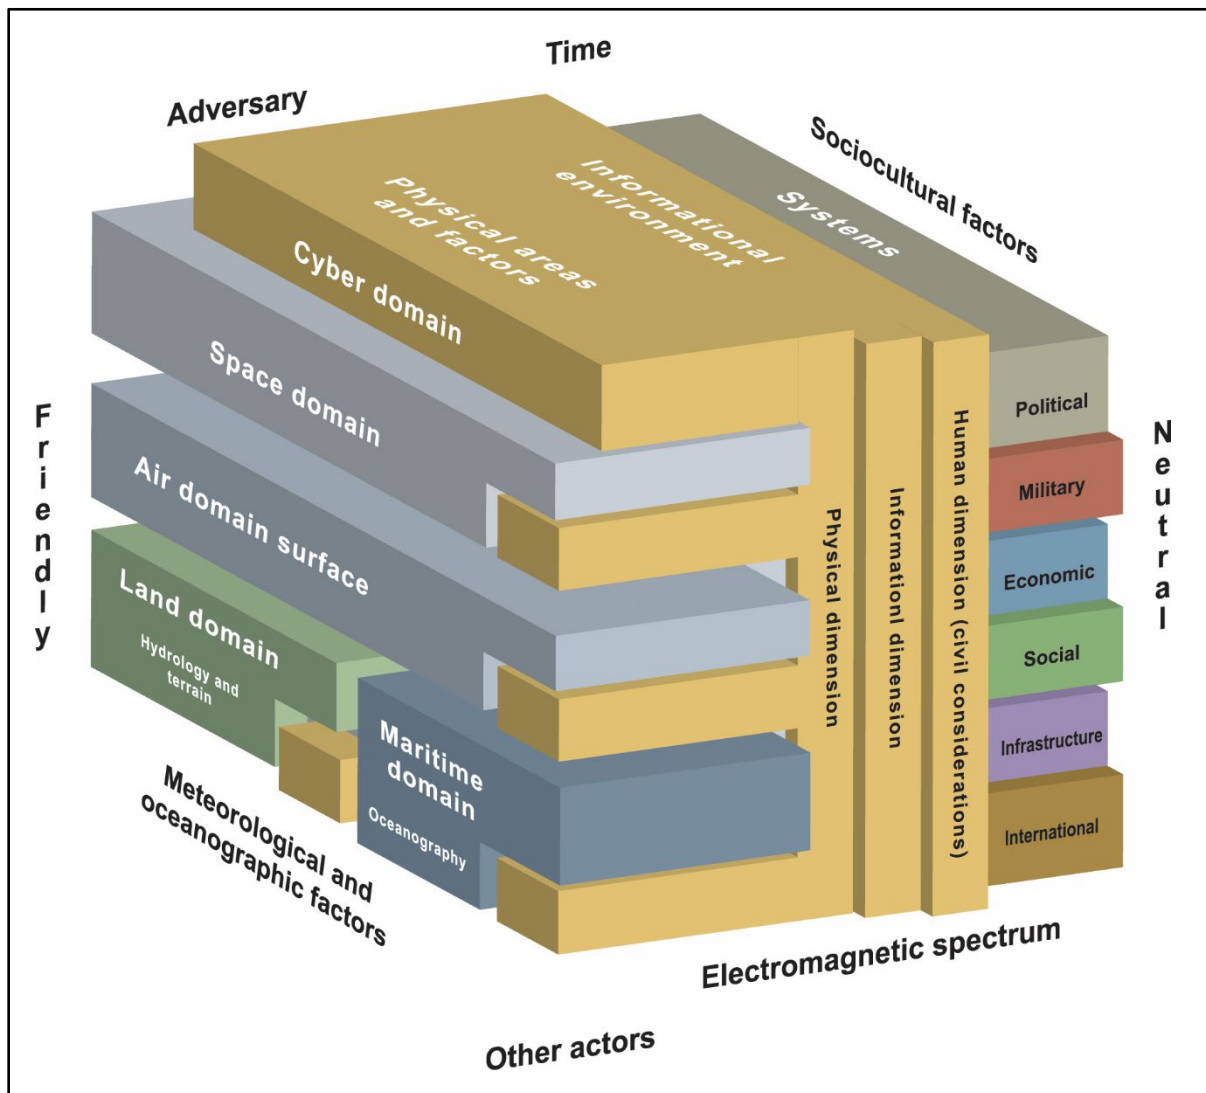 Time
Adversary
Sociocultural factors
Informational
environment
Systems
Physical areas
and factors
Cyber domain
Space domain
Air domain surface
Land domain
Hydrology and
terrain
Maritime
domain
Oceanography
Friendly
Neutral
Physical dimension
Informationl dimension
Human dimension (civil considerations)
Political
Military
Economic
Social
Infrastructure
International
Meteorological and
oceanographic factors
Electromagnetic spectrum
Other actors